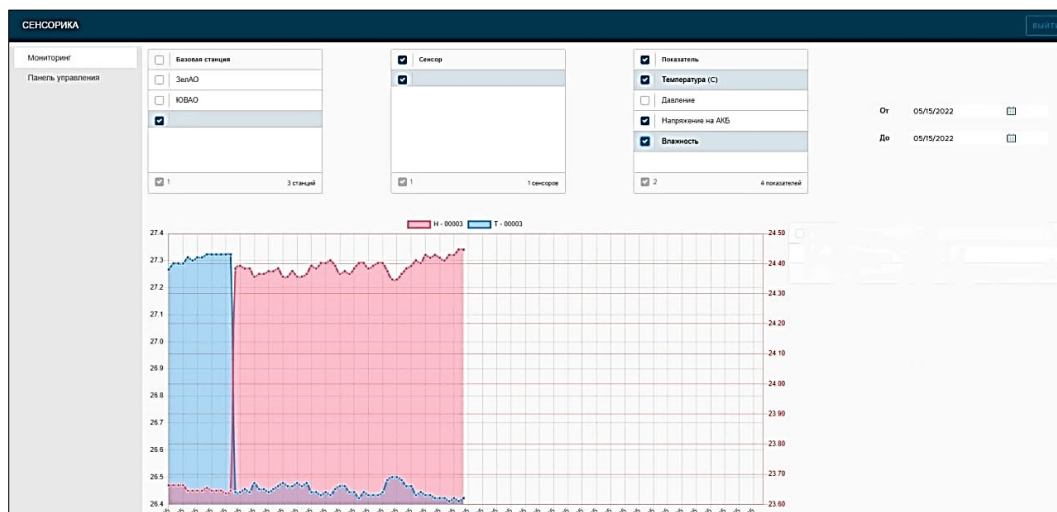 СЕНСОРИКА
ВЫЙТИ
Мониторинг
Панель управления
Базовая станция
ЗелАО
ЮВАО
1 3 станций
Сенсор
1 1 сенсоров
Показатель
Температура (С)
Давление
Напряжение на АКБ
Влажность
2 4 показателей
От 05/15/2022
До 05/15/2022
H - 00003 T - 00003
27.4
27.3
27.2
27.1
27.0
26.9
26.8
26.7
26.6
26.5
26.4
24.50
24.40
24.30
24.20
24.10
24.00
23.90
23.80
23.70
23.60